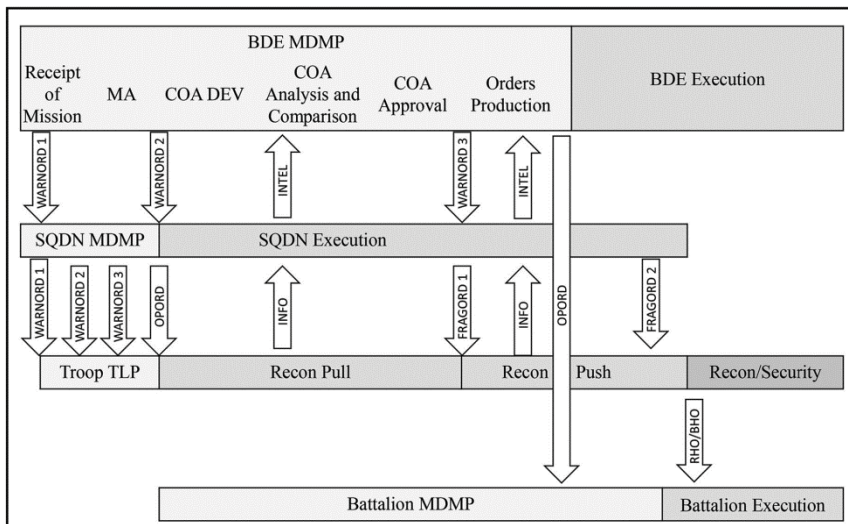 BDE MDMP
BDE Execution
Receipt
of
Mission
MA
COA DEV
COA
Analysis and
Comparison
COA
Approval
Orders
Production
WARNORD 1
WARNORD 2
INTEL
WARNORD 3
INTEL
SQDN MDMP
SQDN Execution
WARNORD 1
WARNORD 2
WARNORD 3
OPORD
INFO
FRAGORD 1
INFO
OPORD
FRAGORD 2
Troop TLP
Recon Pull
Recon Push
Recon/Security
RHO/BHO
Battalion MDMP
Battalion Execution